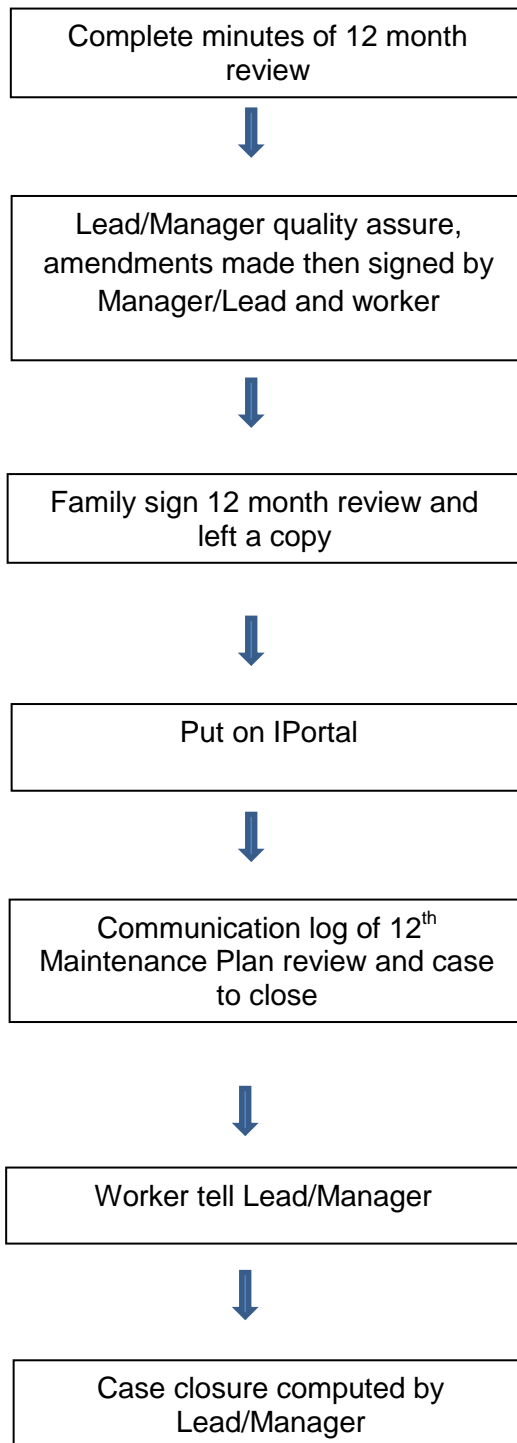 Complete minutes of 12 month
review
Lead/Manager quality assure,
amendments made then signed by
Manager/Lead and worker
Family sign 12 month review and
left a copy
Put on IPortal
Communication log of 12th
Maintenance Plan review and case
to close
Worker tell Lead/Manager
Case closure computed by
Lead/Manager